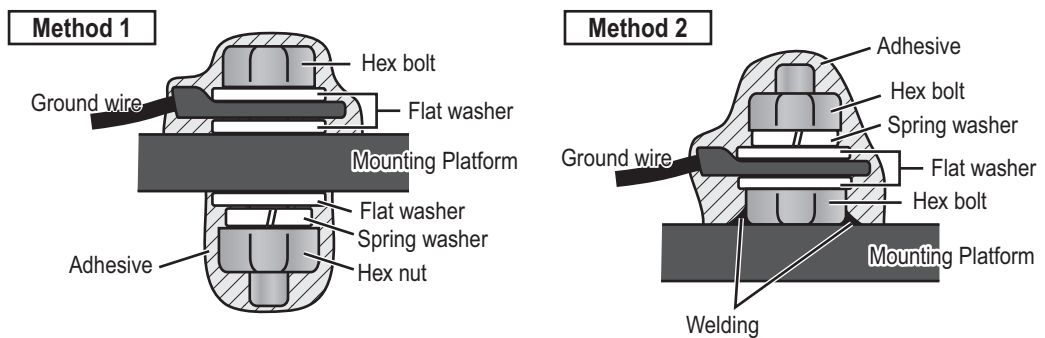 Method 1
Hex bolt
Ground wire
Flat washer
Mounting Platform
Flat washer
Spring washer
Adhesive
Hex nut
Method 2
Adhesive
Hex bolt
Spring washer
Ground wire
Flat washer
Hex bolt
Mounting Platform
Welding